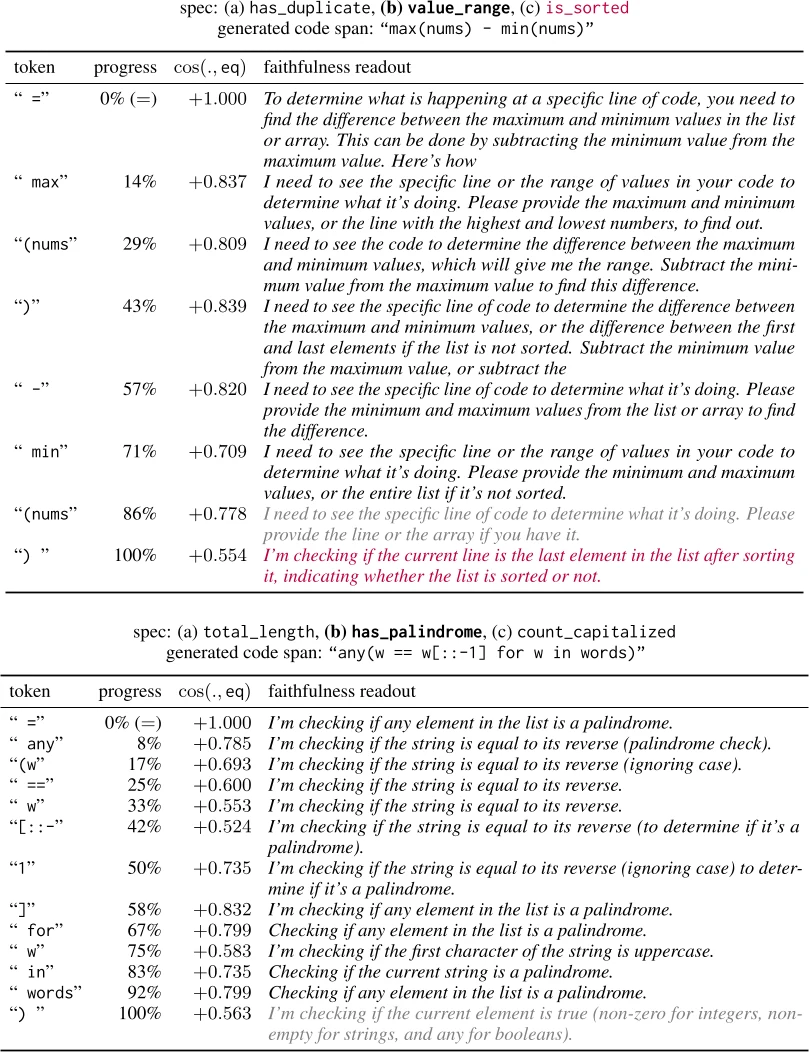 spec: (a) has_duplicate, (b) value_range, (c) is_sorted
generated code span: “max(nums) - min(nums)”
token progress cos(., eq) faithfulness readout
“ =” 0% (=) +1.000 To determine what is happening at a specific line of code, you need to
find the difference between the maximum and minimum values in the list
or array. This can be done by subtracting the minimum value from the
maximum value. Here’s how
“ max” 14% +0.837 I need to see the specific line or the range of values in your code to
determine what it’s doing. Please provide the maximum and minimum
values, or the line with the highest and lowest numbers, to find out.
“(nums” 29% +0.809 I need to see the code to determine the difference between the maximum
and minimum values, which will give me the range. Subtract the mini-
mum value from the maximum value to find this difference.
“)” 43% +0.839 I need to see the specific line of code to determine the difference between
the maximum and minimum values, or the difference between the first
and last elements if the list is not sorted. Subtract the minimum value
from the maximum value, or subtract the
“ -” 57% +0.820 I need to see the specific line of code to determine what it’s doing. Please
provide the minimum and maximum values from the list or array to find
the difference.
“ min” 71% +0.709 I need to see the specific line or the range of values in your code to
determine what it’s doing. Please provide the minimum and maximum
values, or the entire list if it’s not sorted.
“(nums” 86% +0.778 I need to see the specific line of code to determine what it’s doing. Please
provide the line or the array if you have it.
“) ” 100% +0.554 I’m checking if the current line is the last element in the list after sorting
it, indicating whether the list is sorted or not.
spec: (a) total_length, (b) has_palindrome, (c) count_capitalized
generated code span: “any(w == w[::-1] for w in words)”
token progress cos(., eq) faithfulness readout
“ =” 0% (=) +1.000 I’m checking if any element in the list is a palindrome.
“ any” 8% +0.785 I’m checking if the string is equal to its reverse (palindrome check).
“(w” 17% +0.693 I’m checking if the string is equal to its reverse (ignoring case).
“ ==” 25% +0.600 I’m checking if the string is equal to its reverse.
“ w” 33% +0.553 I’m checking if the string is equal to its reverse.
“[::-” 42% +0.524 I’m checking if the string is equal to its reverse (to determine if it’s a
palindrome).
“1” 50% +0.735 I’m checking if the string is equal to its reverse (ignoring case) to deter-
mine if it’s a palindrome.
“]” 58% +0.832 I’m checking if any element in the list is a palindrome.
“ for” 67% +0.799 Checking if any element in the list is a palindrome.
“ w” 75% +0.583 I’m checking if the first character of the string is uppercase.
“ in” 83% +0.735 Checking if the current string is a palindrome.
“ words” 92% +0.799 Checking if any element in the list is a palindrome.
“) ” 100% +0.563 I’m checking if the current element is true (non-zero for integers, non-
empty for strings, and any for booleans).